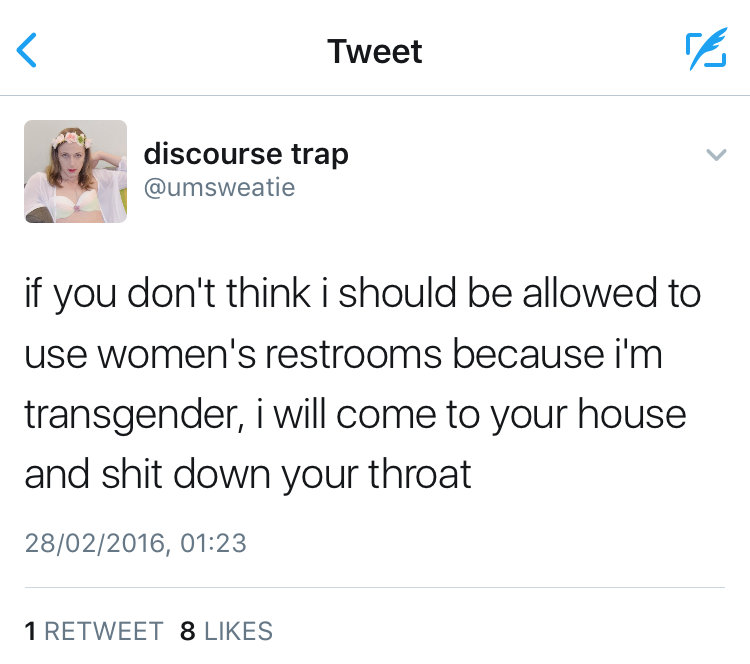 Tweet
discourse trap
@umsweatie
if you don't think i should be allowed to
use women's restrooms because i'm
transgender, i will come to your house
and shit down your throat
28/02/2016, 01:23
1 RETWEET 8 LIKES